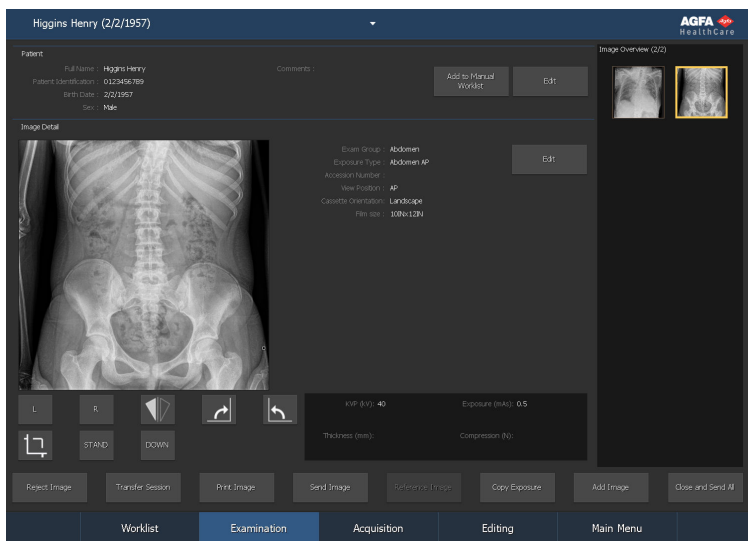 Higgins Henry (2/2/1957)
AGFA Agfa
HealthCare
Patient
Full Name : Higgins Henry
Comments :
Patient Identification : 0123456789
Birth Date : 2/2/1957
Sex : Male
Add to Manual
Worklist
Edit
Image Overview (2/2)
Image Detail
Exam Group : Abdomen
Exposure Type : Abdomen AP
Accession Number :
View Position : AP
Cassette Orientation: Landscape
Film size : 10INx12IN
Edit
L
R
STAND
DOWN
KVP (kV): 40
Exposure (mAs): 0.5
Thickness (mm):
Compression (N):
Reject Image
Transfer Session
Print Image
Send Image
Reference Image
Copy Exposure
Add Image
Close and Send All
Worklist
Examination
Acquisition
Editing
Main Menu